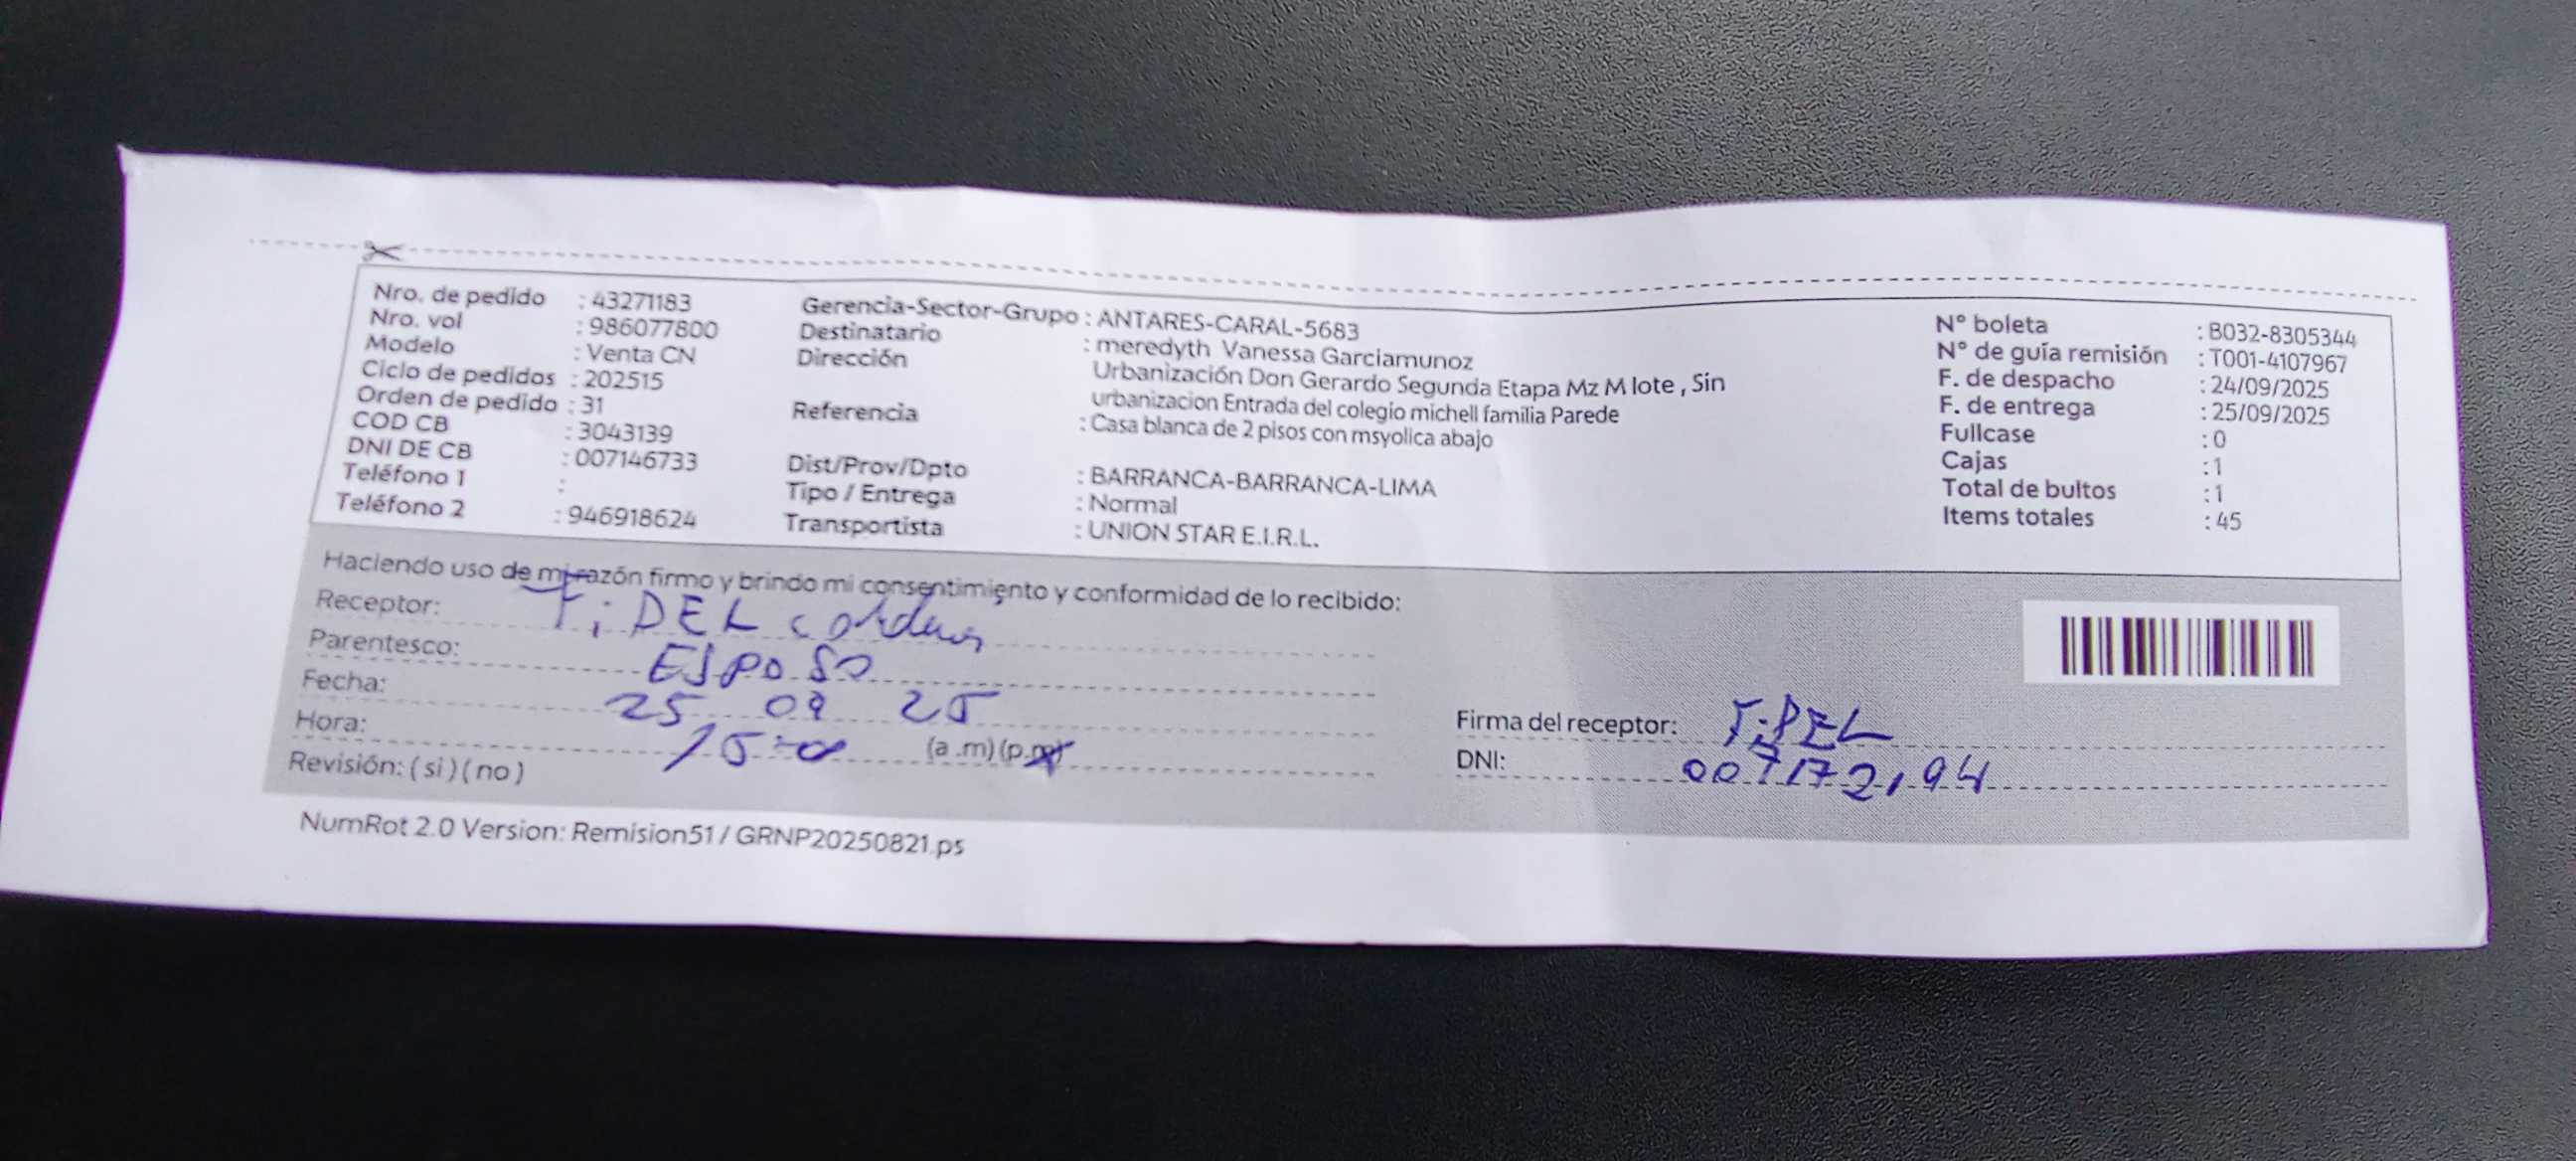 Nro. de pedido : 43271183
Nro. vol : 986077800
Modelo : Venta CN
Ciclo de pedidos : 202515
Orden de pedido : 31
COD CB : 3043139
DNI DE CB : 007146733
Teléfono 1 :
Teléfono 2 : 946918624
Gerencia-Sector-Grupo : ANTARES-CARAL-5683
Destinatario : meredyth Vanessa Garciamunoz
Dirección Urbanización Don Gerardo Segunda Etapa Mz M lote , Sin
urbanizacion Entrada del colegio michell familia Parede
Referencia : Casa blanca de 2 pisos con msyolica abajo
Dist/Prov/Dpto : BARRANCA-BARRANCA-LIMA
Tipo / Entrega : Normal
Transportista : UNION STAR E.I.R.L.
N° boleta : B032-8305344
N° de guía remisión : T001-4107967
F. de despacho : 24/09/2025
F. de entrega : 25/09/2025
Fullcase : 0
Cajas : 1
Total de bultos : 1
Items totales : 45
Haciendo uso de mi razón firmo y brindo mi consentimiento y conformidad de lo recibido:
Receptor: FiDEL
Parentesco: ESPOSO
Fecha: 25 09 25
Hora: (a .m) (p.m)
Revisión: ( si ) ( no )
Firma del receptor: FiDEL
DNI:
NumRot 2.0 Version: Remision51 / GRNP20250821.ps